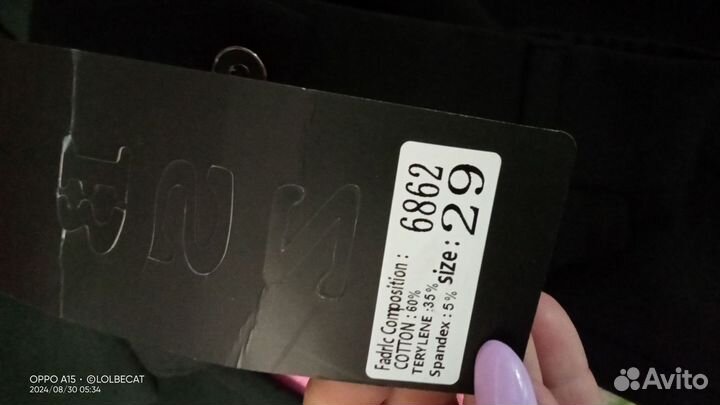 6862
Fadrlc Composition :
COTTON : 60%
TERYLENE :35%
Spandex : 5%
size : 29
OPPO A15 · ©LOLBECAT
2024/08/30 05:34
Avito